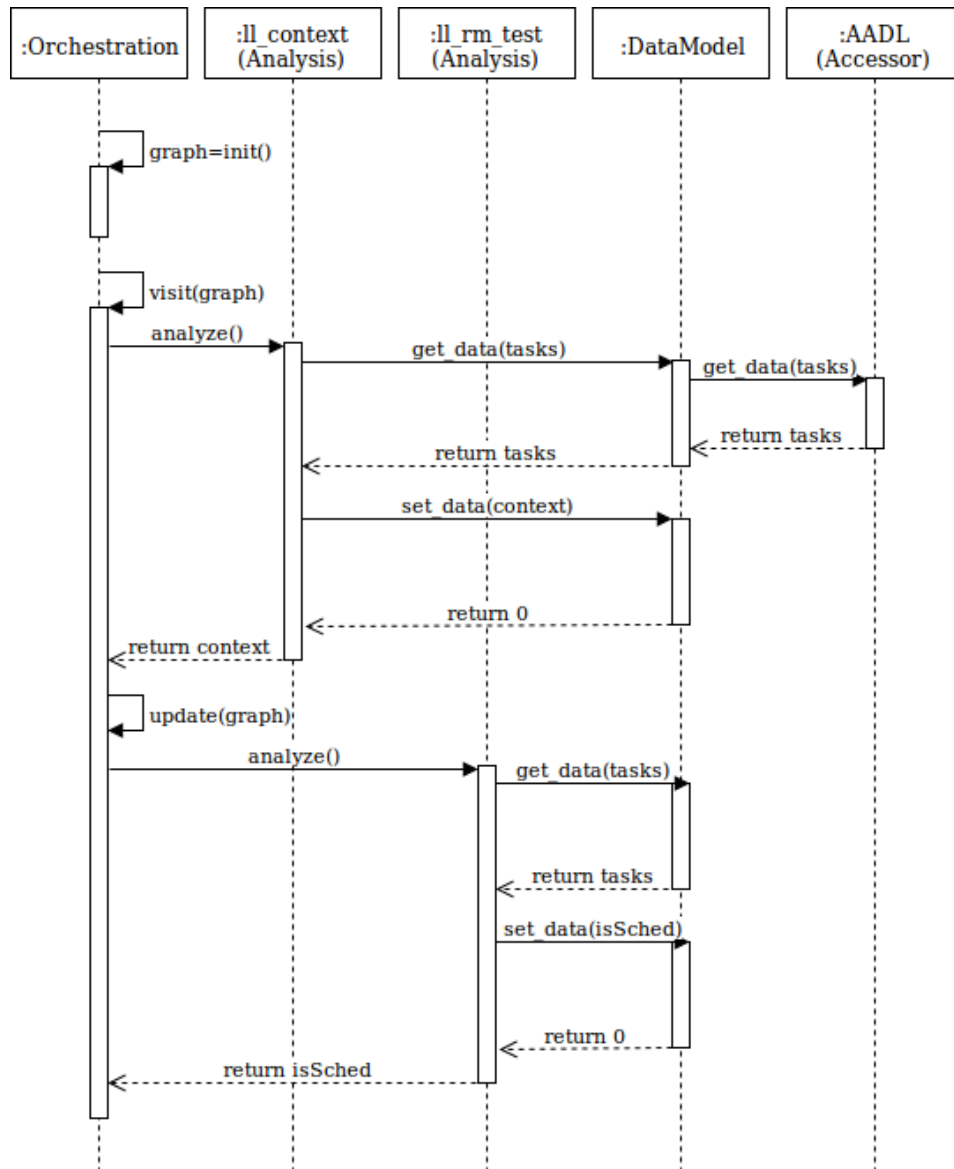 :Orchestration
:ll_context
(Analysis)
:ll_rm_test
(Analysis)
:DataModel
:AADL
(Accessor)
graph=init()
visit(graph)
analyze()
get_data(tasks)
get_data(tasks)
return tasks
return tasks
set_data(context)
return 0
return context
update(graph)
analyze()
get_data(tasks)
return tasks
set_data(isSched)
return 0
return isSched